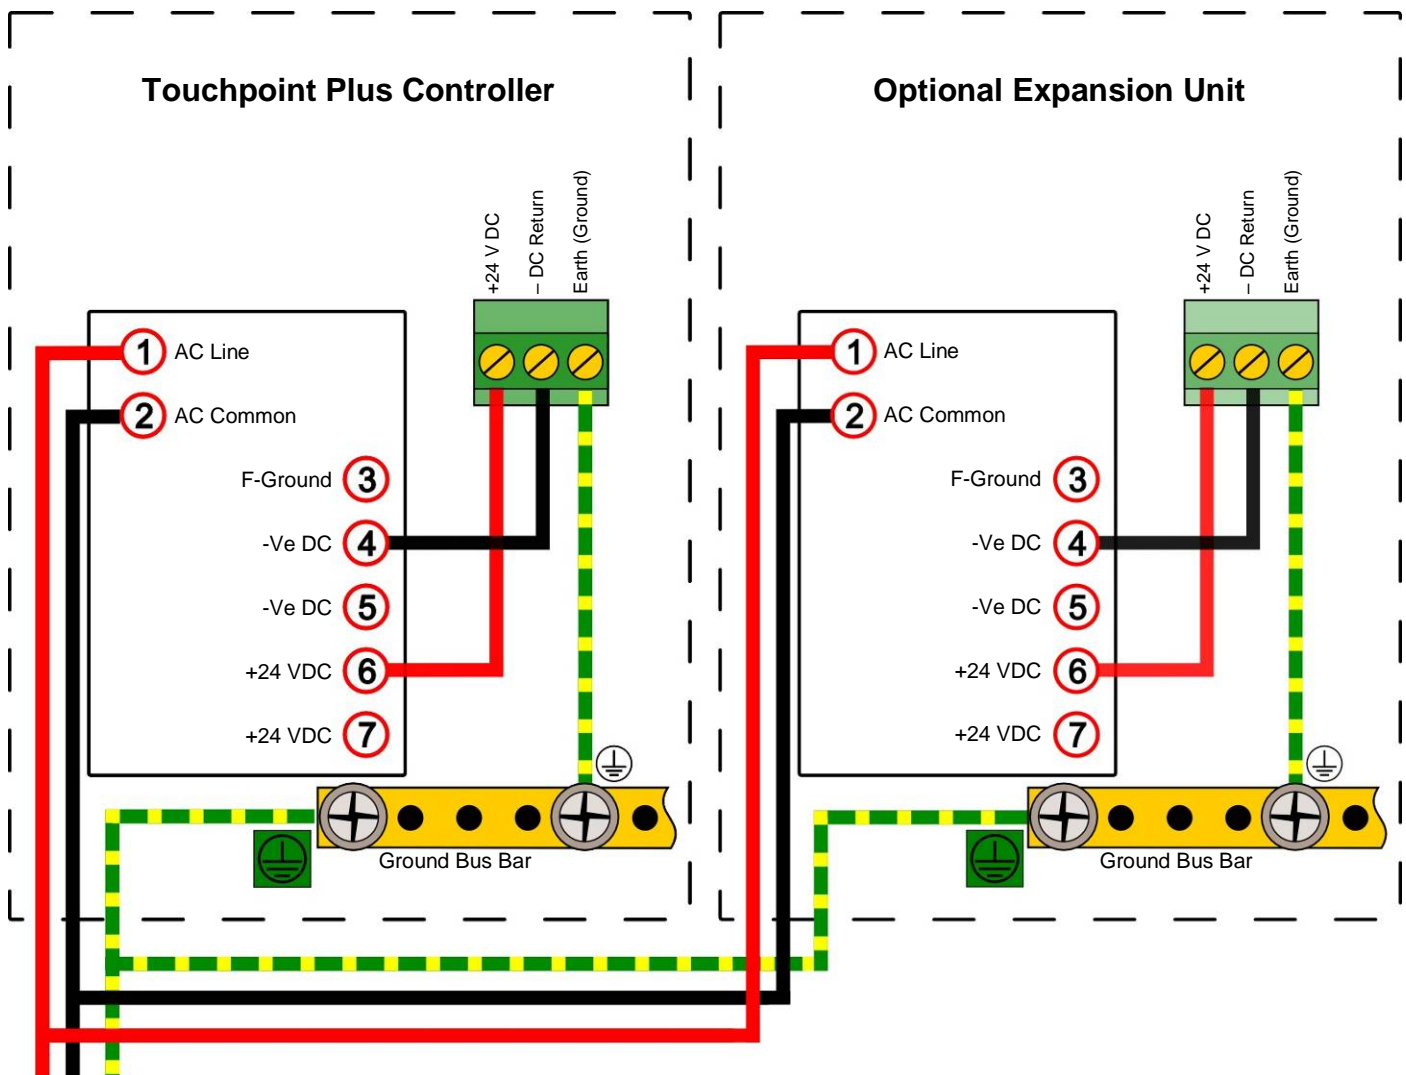 Touchpoint Plus Controller
+24 V DC
– DC Return
Earth (Ground)
1 AC Line
2 AC Common
F-Ground 3
-Ve DC 4
-Ve DC 5
+24 VDC 6
+24 VDC 7
Ground Bus Bar
Optional Expansion Unit
+24 V DC
– DC Return
Earth (Ground)
1 AC Line
2 AC Common
F-Ground 3
-Ve DC 4
-Ve DC 5
+24 VDC 6
+24 VDC 7
Ground Bus Bar